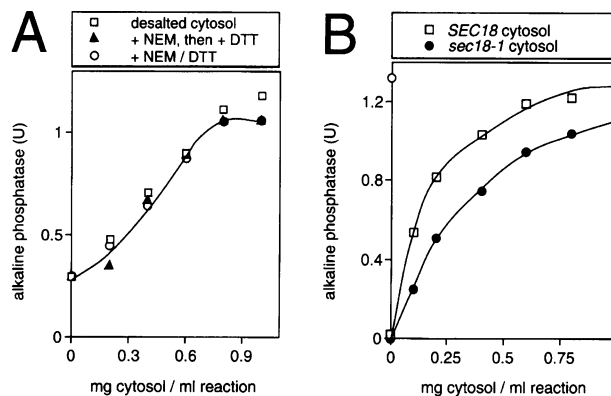 A
desalted cytosol
+ NEM, then + DTT
+ NEM / DTT
alkaline phosphatase (U)
1
0.5
0
0
0.3
0.6
0.9
mg cytosol / ml reaction
B
SEC18 cytosol
sec18-1 cytosol
alkaline phosphatase (U)
1.2
0.8
0.4
0
0
0.25
0.50
0.75
mg cytosol / ml reaction